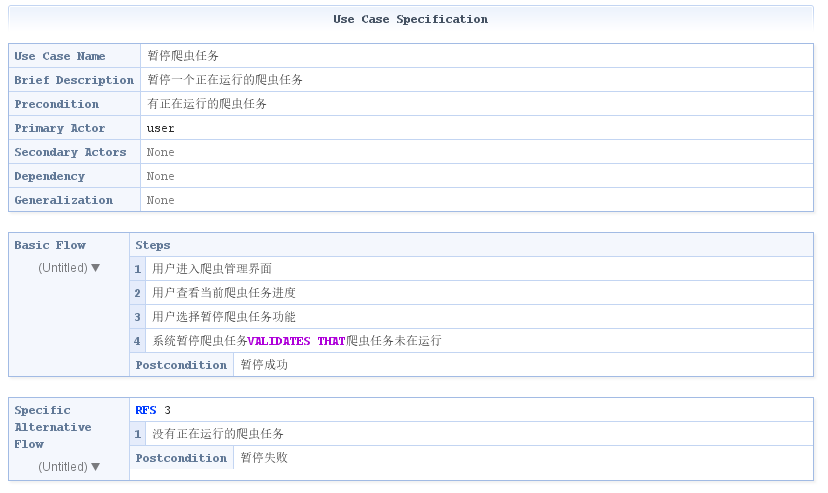 Use Case Specification
Use Case Name 暂停爬虫任务
Brief Description 暂停一个正在运行的爬虫任务
Precondition 有正在运行的爬虫任务
Primary Actor user
Secondary Actors None
Dependency None
Generalization None
Basic Flow Steps
(Untitled) ▼
1 用户进入爬虫管理界面
2 用户查看当前爬虫任务进度
3 用户选择暂停爬虫任务功能
4 系统暂停爬虫任务VALIDATES THAT爬虫任务未在运行
Postcondition 暂停成功
Specific Alternative Flow
(Untitled) ▼
RFS 3
1 没有正在运行的爬虫任务
Postcondition 暂停失败